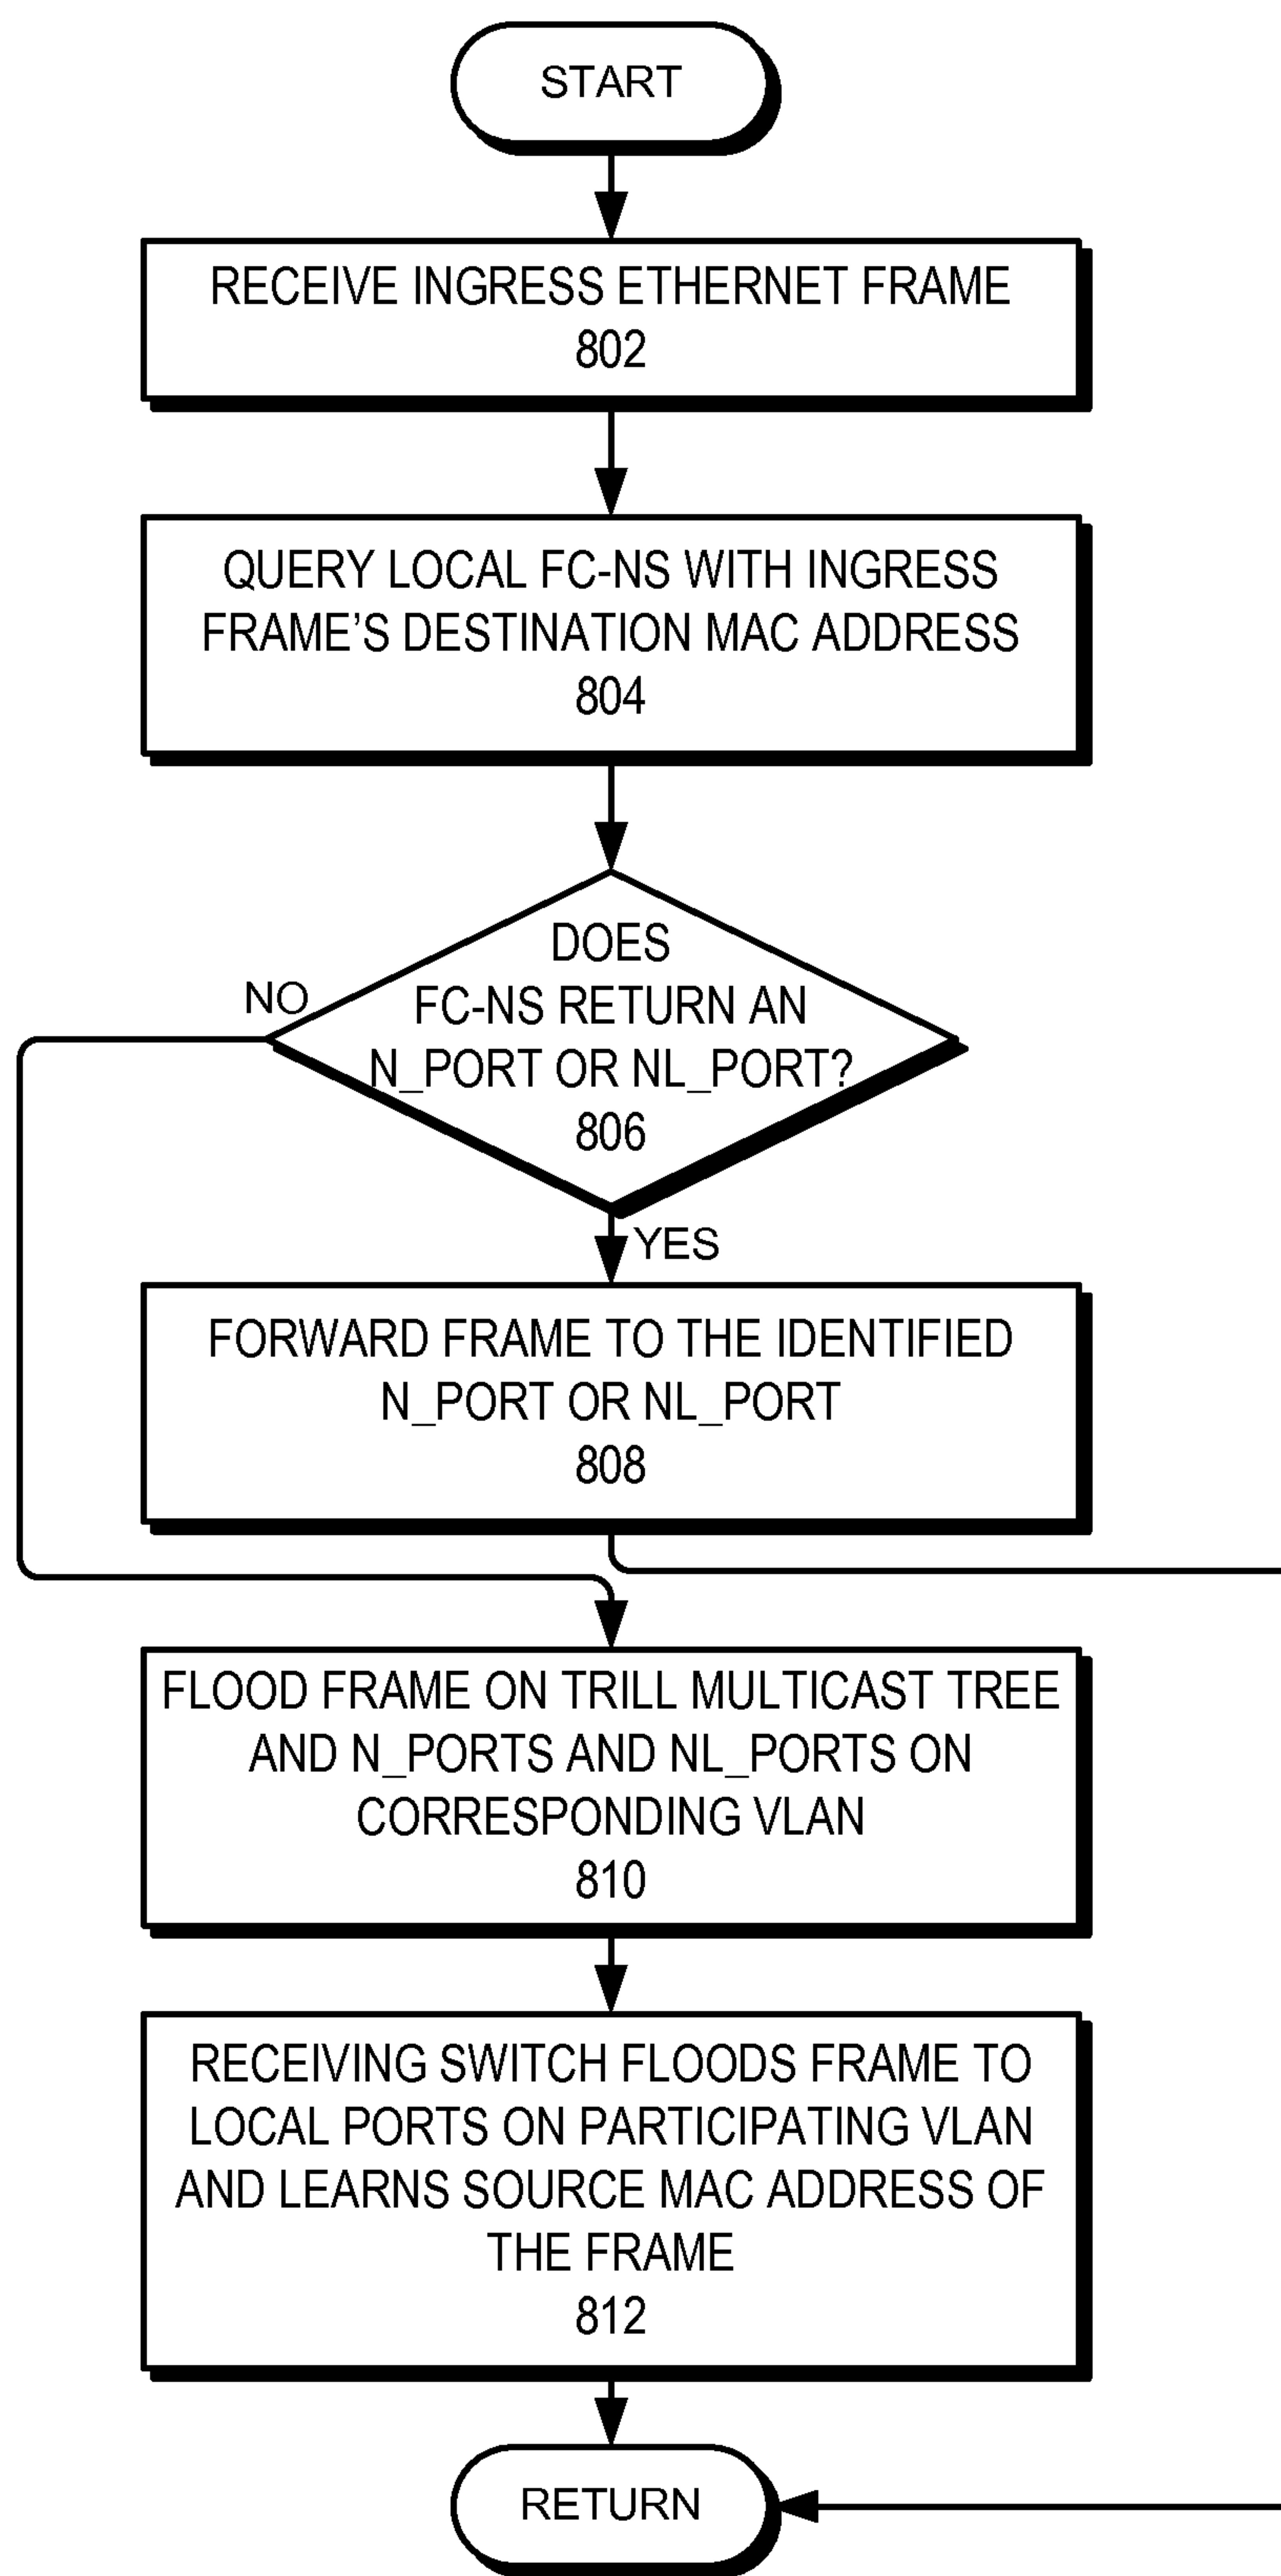 START
RECEIVE INGRESS ETHERNET FRAME
802
QUERY LOCAL FC-NS WITH INGRESS
FRAME’S DESTINATION MAC ADDRESS
804
DOES
FC-NS RETURN AN
N_PORT OR NL_PORT?
806
NO
YES
FORWARD FRAME TO THE IDENTIFIED
N_PORT OR NL_PORT
808
FLOOD FRAME ON TRILL MULTICAST TREE
AND N_PORTS AND NL_PORTS ON
CORRESPONDING VLAN
810
RECEIVING SWITCH FLOODS FRAME TO
LOCAL PORTS ON PARTICIPATING VLAN
AND LEARNS SOURCE MAC ADDRESS OF
THE FRAME
812
RETURN